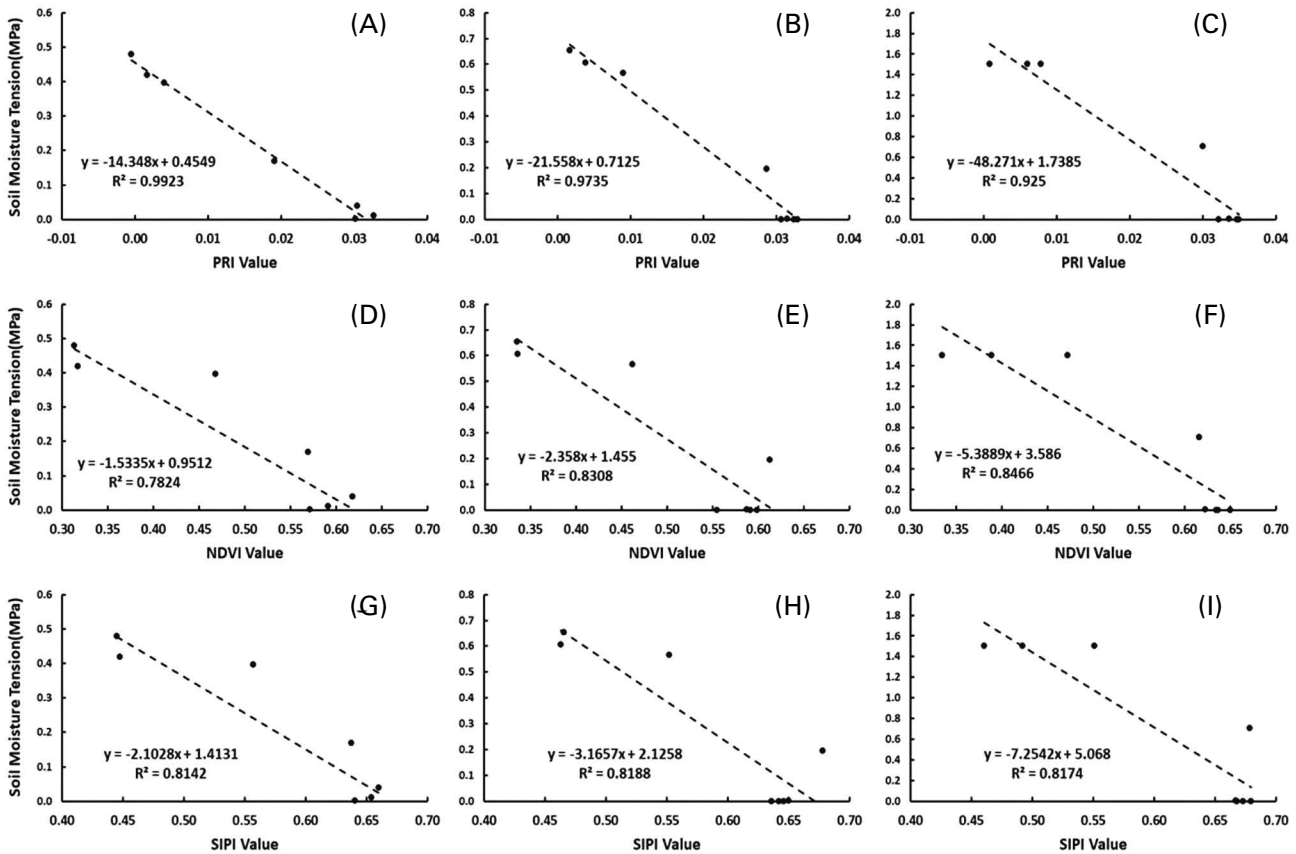 (A)
(B)
(C)
Soil Moisture Tension(MPa)
0.6
0.5
0.4
0.3
0.2
0.1
0.0
y = -14.348x + 0.4549
R² = 0.9923
-0.01 0.00 0.01 0.02 0.03 0.04
PRI Value
0.8
0.7
0.6
0.5
0.4
0.3
0.2
0.1
0.0
y = -21.558x + 0.7125
R² = 0.9735
-0.01 0.00 0.01 0.02 0.03 0.04
PRI Value
2.0
1.8
1.6
1.4
1.2
1.0
0.8
0.6
0.4
0.2
0.0
y = -48.271x + 1.7385
R² = 0.925
-0.01 0.00 0.01 0.02 0.03 0.04
PRI Value
(D)
(E)
(F)
Soil Moisture Tension(MPa)
0.6
0.5
0.4
0.3
0.2
0.1
0.0
y = -1.5335x + 0.9512
R² = 0.7824
0.30 0.35 0.40 0.45 0.50 0.55 0.60 0.65 0.70
NDVI Value
0.8
0.7
0.6
0.5
0.4
0.3
0.2
0.1
0.0
y = -2.358x + 1.455
R² = 0.8308
0.30 0.35 0.40 0.45 0.50 0.55 0.60 0.65 0.70
NDVI Value
2.0
1.8
1.6
1.4
1.2
1.0
0.8
0.6
0.4
0.2
0.0
y = -5.3889x + 3.586
R² = 0.8466
0.30 0.35 0.40 0.45 0.50 0.55 0.60 0.65 0.70
NDVI Value
(G)
(H)
(I)
Soil Moisture Tension(MPa)
0.6
0.5
0.4
0.3
0.2
0.1
0.0
y = -2.1028x + 1.4131
R² = 0.8142
0.40 0.45 0.50 0.55 0.60 0.65 0.70
SIPI Value
0.8
0.7
0.6
0.5
0.4
0.3
0.2
0.1
0.0
y = -3.1657x + 2.1258
R² = 0.8188
0.40 0.45 0.50 0.55 0.60 0.65 0.70
SIPI Value
2.0
1.8
1.6
1.4
1.2
1.0
0.8
0.6
0.4
0.2
0.0
y = -7.2542x + 5.068
R² = 0.8174
0.40 0.45 0.50 0.55 0.60 0.65 0.70
SIPI Value